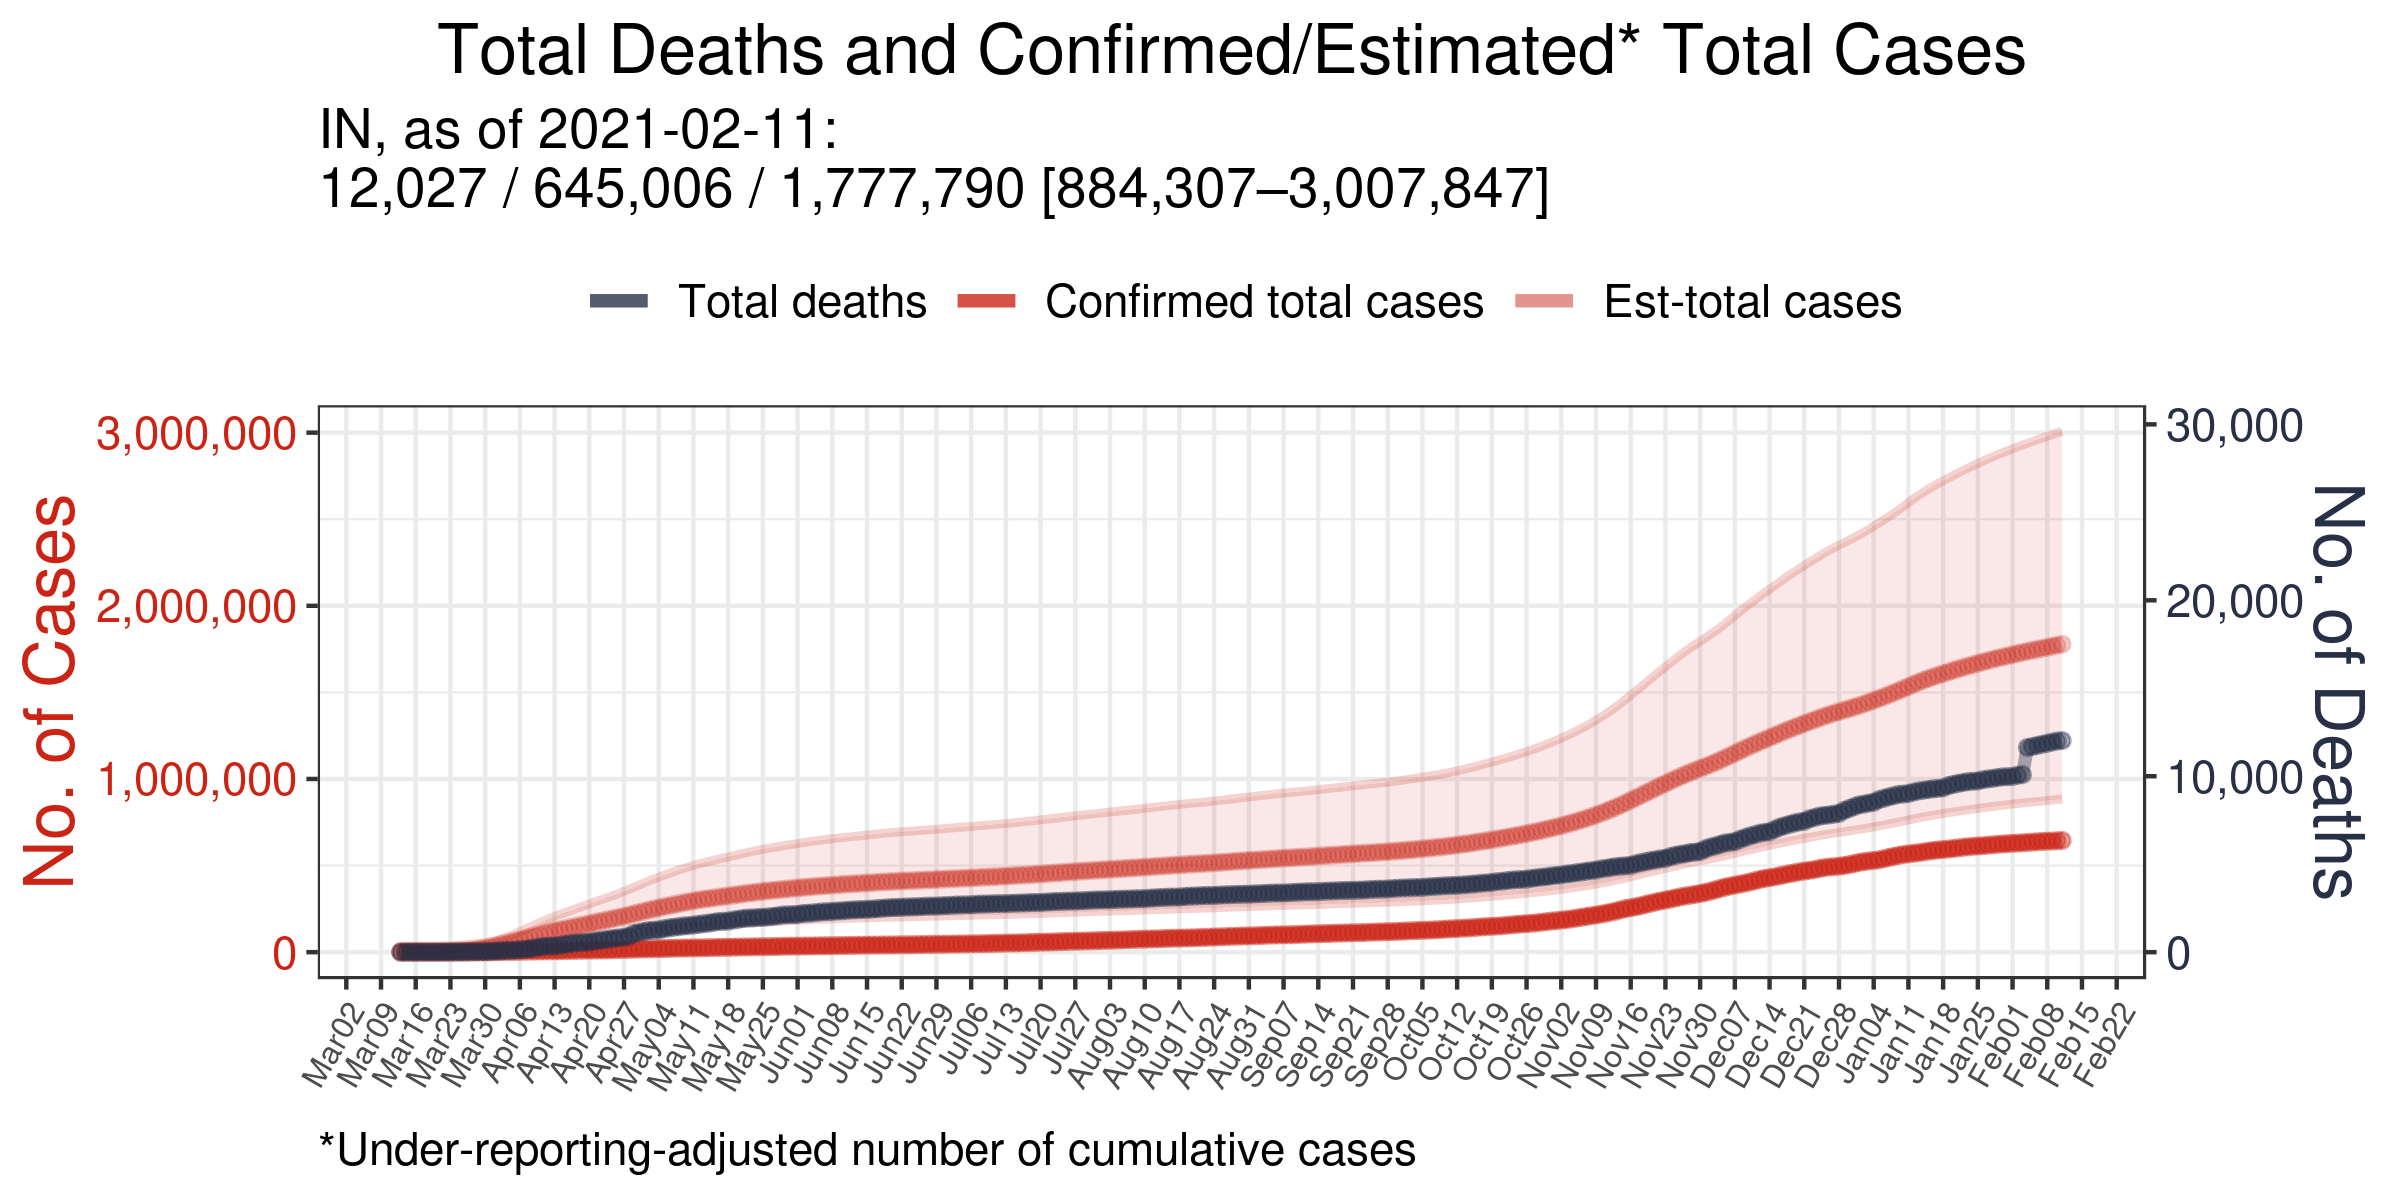 Total Deaths and Confirmed/Estimated* Total Cases
IN, as of 2021-02-11:
12,027 / 645,006 / 1,777,790 [884,307–3,007,847]
Total deaths
Confirmed total cases
Est-total cases
No. of Cases
3,000,000
2,000,000
1,000,000
0
30,000
20,000
10,000
0
No. of Deaths
Mar02
Mar09
Mar16
Mar23
Mar30
Apr06
Apr13
Apr20
Apr27
May04
May11
May18
May25
Jun01
Jun08
Jun15
Jun22
Jun29
Jul06
Jul13
Jul20
Jul27
Aug03
Aug10
Aug17
Aug24
Aug31
Sep07
Sep14
Sep21
Sep28
Oct05
Oct12
Oct19
Oct26
Nov02
Nov09
Nov16
Nov23
Nov30
Dec07
Dec14
Dec21
Dec28
Jan04
Jan11
Jan18
Jan25
Feb01
Feb08
Feb15
Feb22
*Under-reporting-adjusted number of cumulative cases